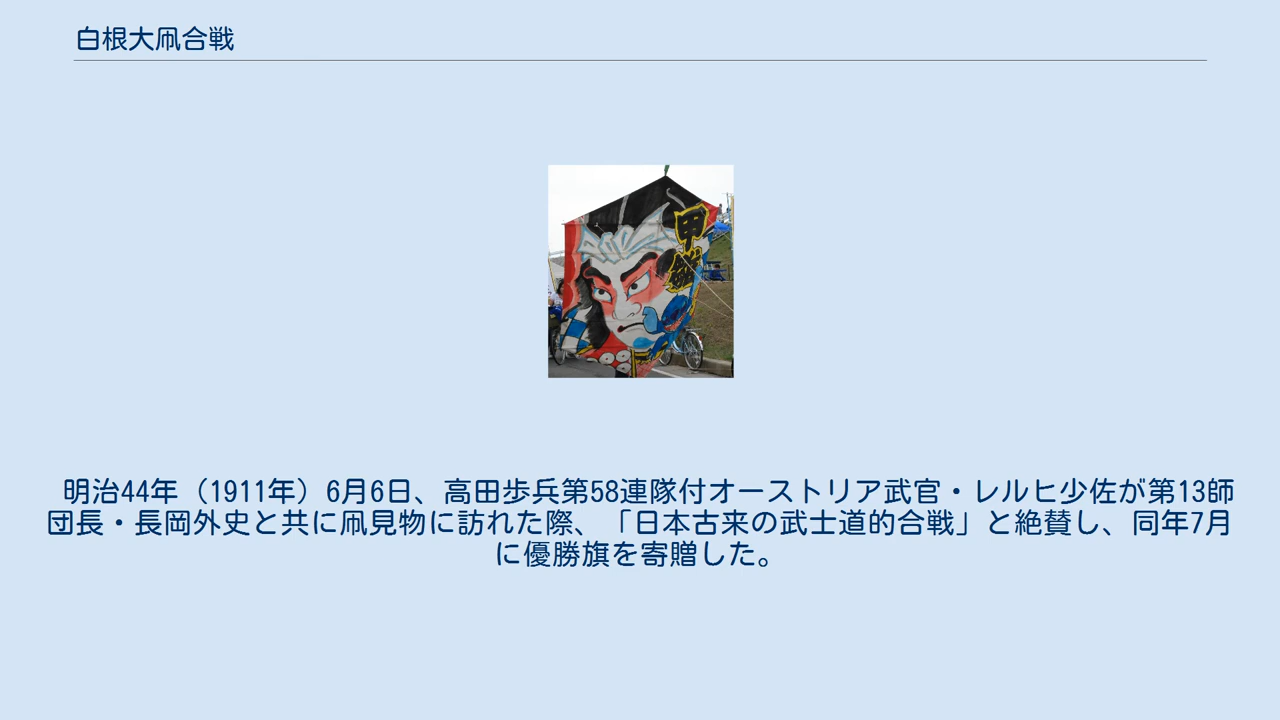 白根大凧合戦
甲鎧
明治44年（1911年）6月6日、高田歩兵第58連隊付オーストリア武官・レルヒ少佐が第13師
団長・長岡外史と共に凧見物に訪れた際、「日本古来の武士道的合戦」と絶賛し、同年7月
に優勝旗を寄贈した。